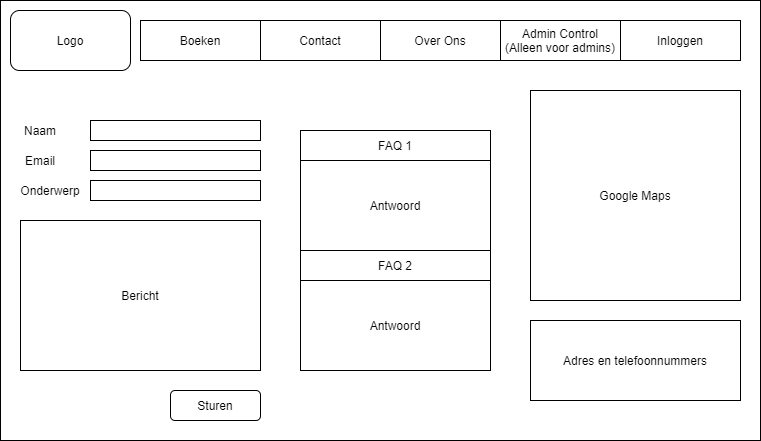 Logo
Boeken
Contact
Over Ons
Admin Control
(Alleen voor admins)
Inloggen
Naam
Email
Onderwerp
Bericht
Sturen
FAQ 1
Antwoord
FAQ 2
Antwoord
Google Maps
Adres en telefoonnummers